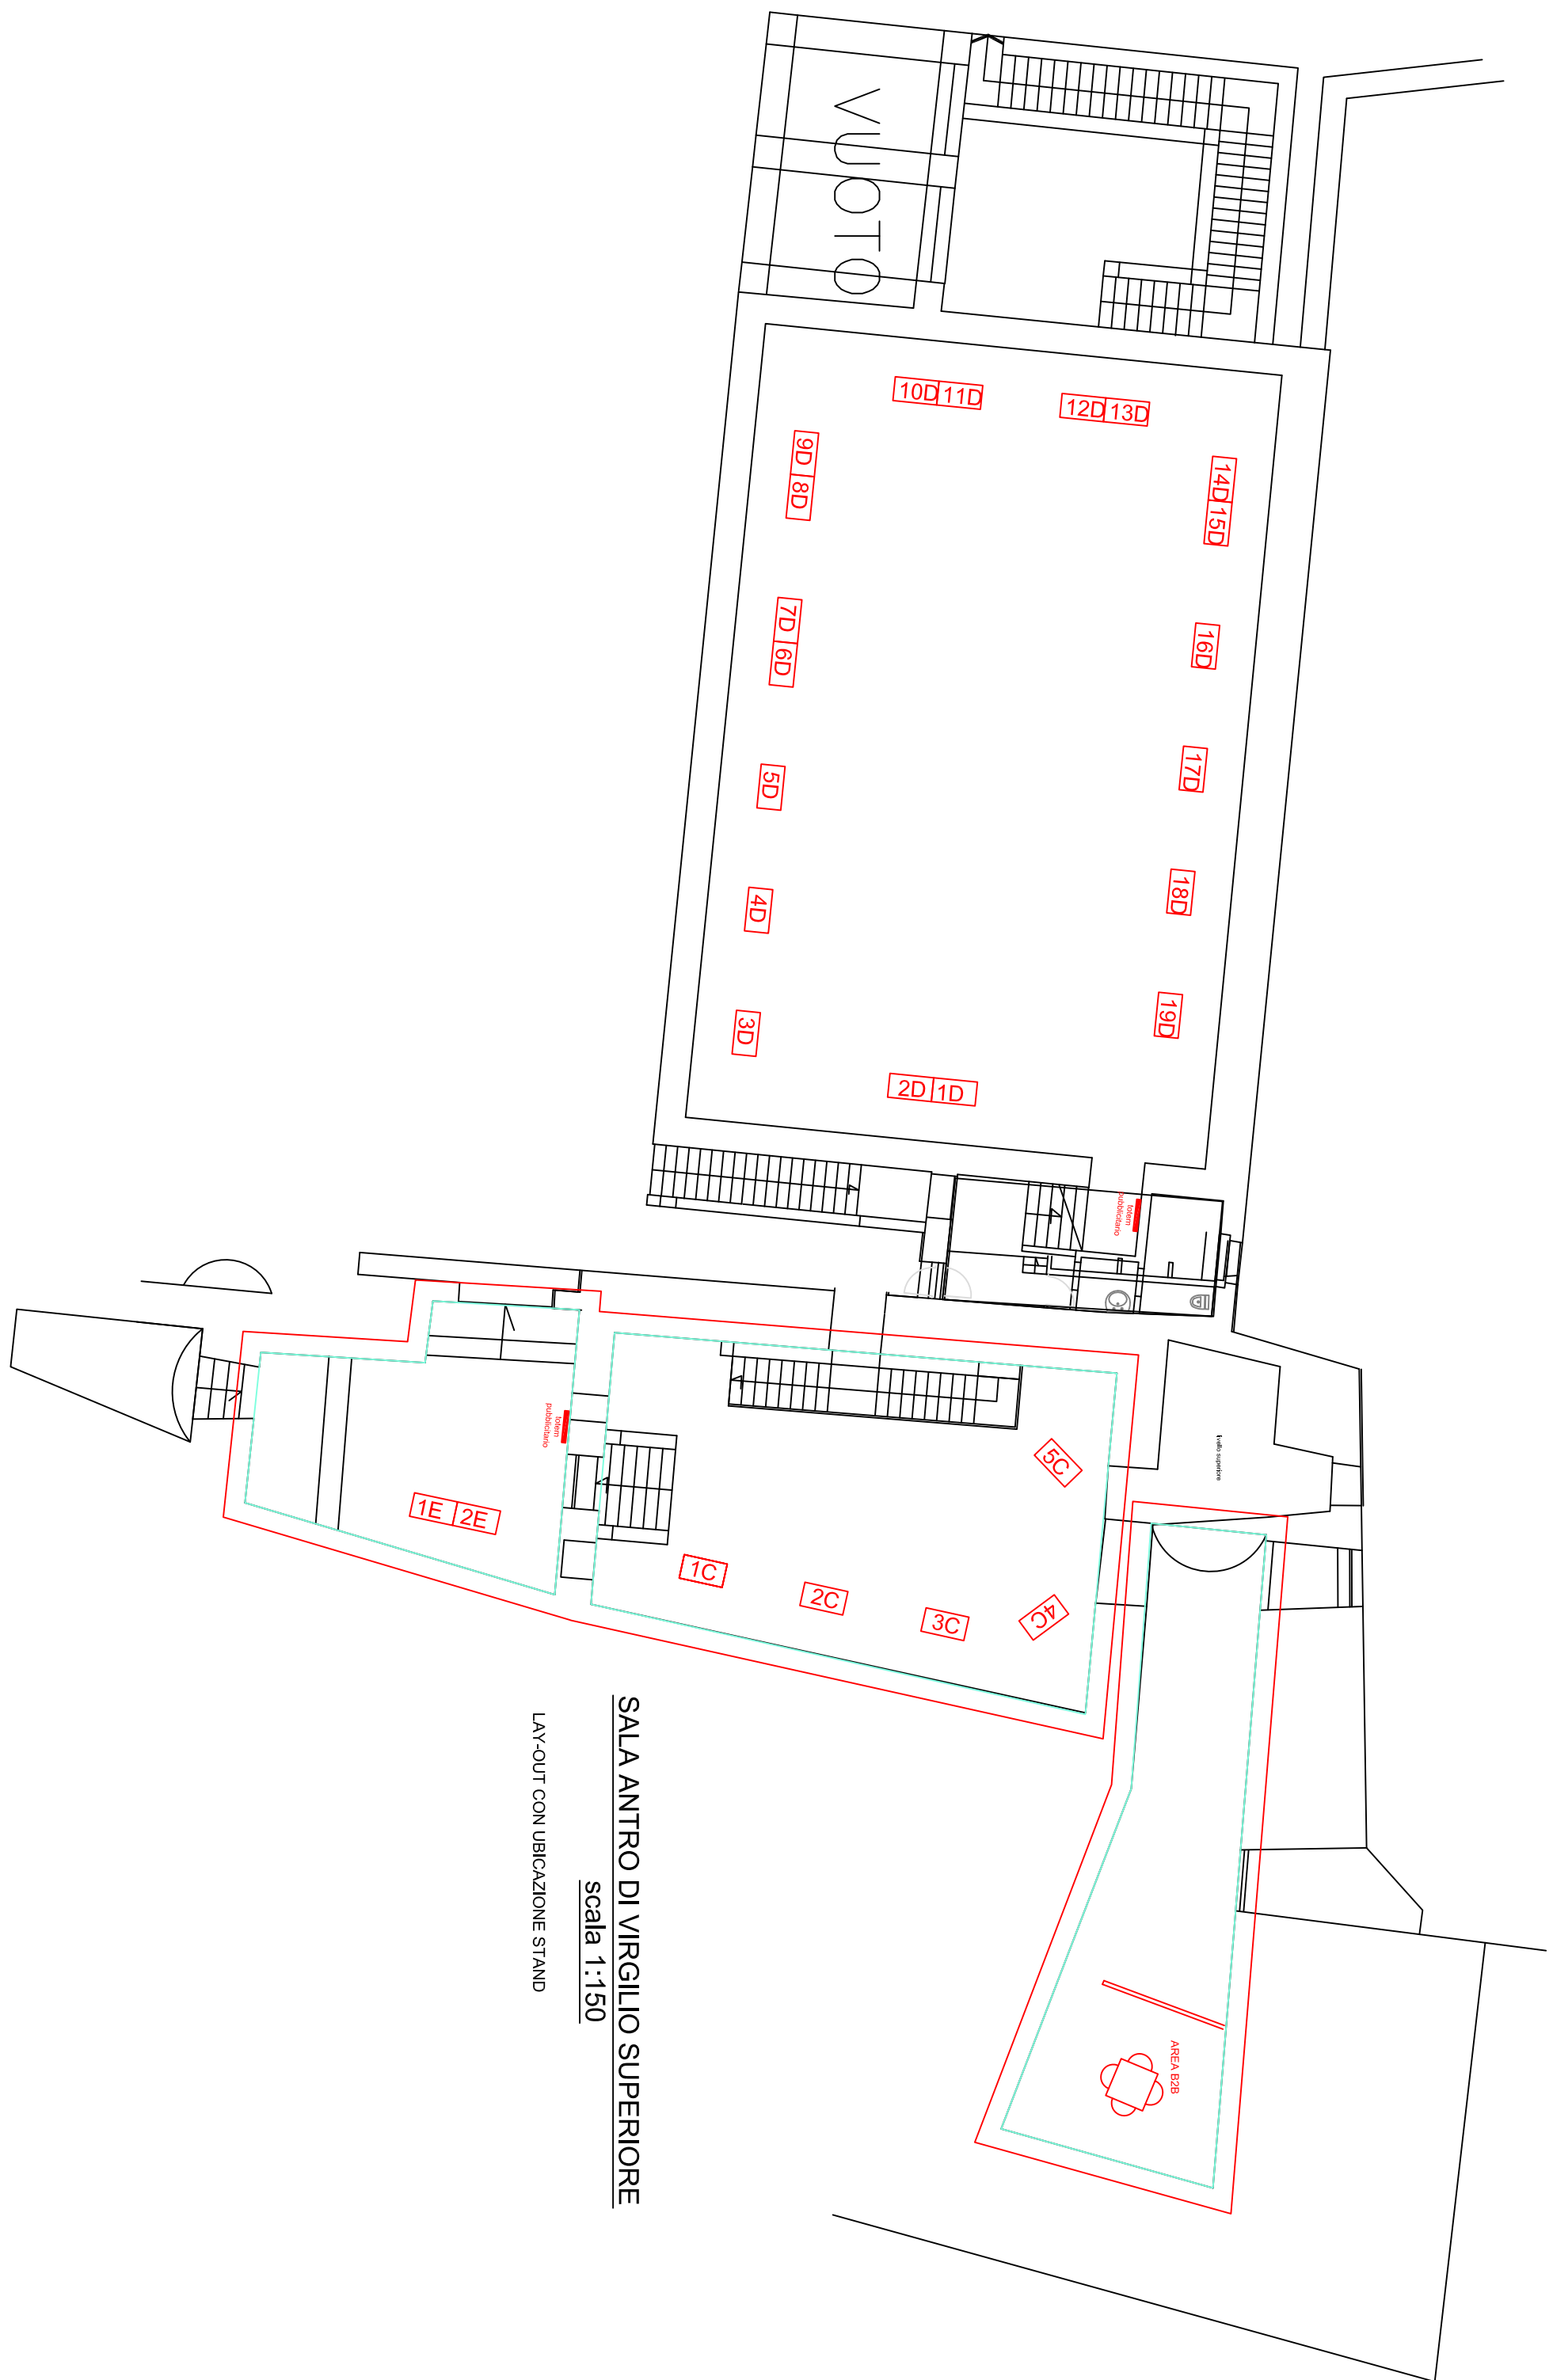 VUOTO
10D
11D
12D
13D
9D
8D
14D
15D
7D
6D
16D
5D
17D
4D
18D
3D
19D
2D
1D
totem
pubblicitario
totem
pubblicitario
livello superiore
5C
1E
2E
1C
2C
3C
4C
SALA ANTRO DI VIRGILIO SUPERIORE
scala 1:150
LAY-OUT CON UBICAZIONE STAND
AREA B2B